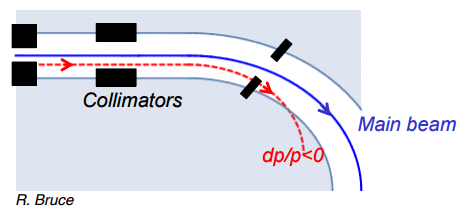 Collimators
Main beam
dp/p<0
R. Bruce